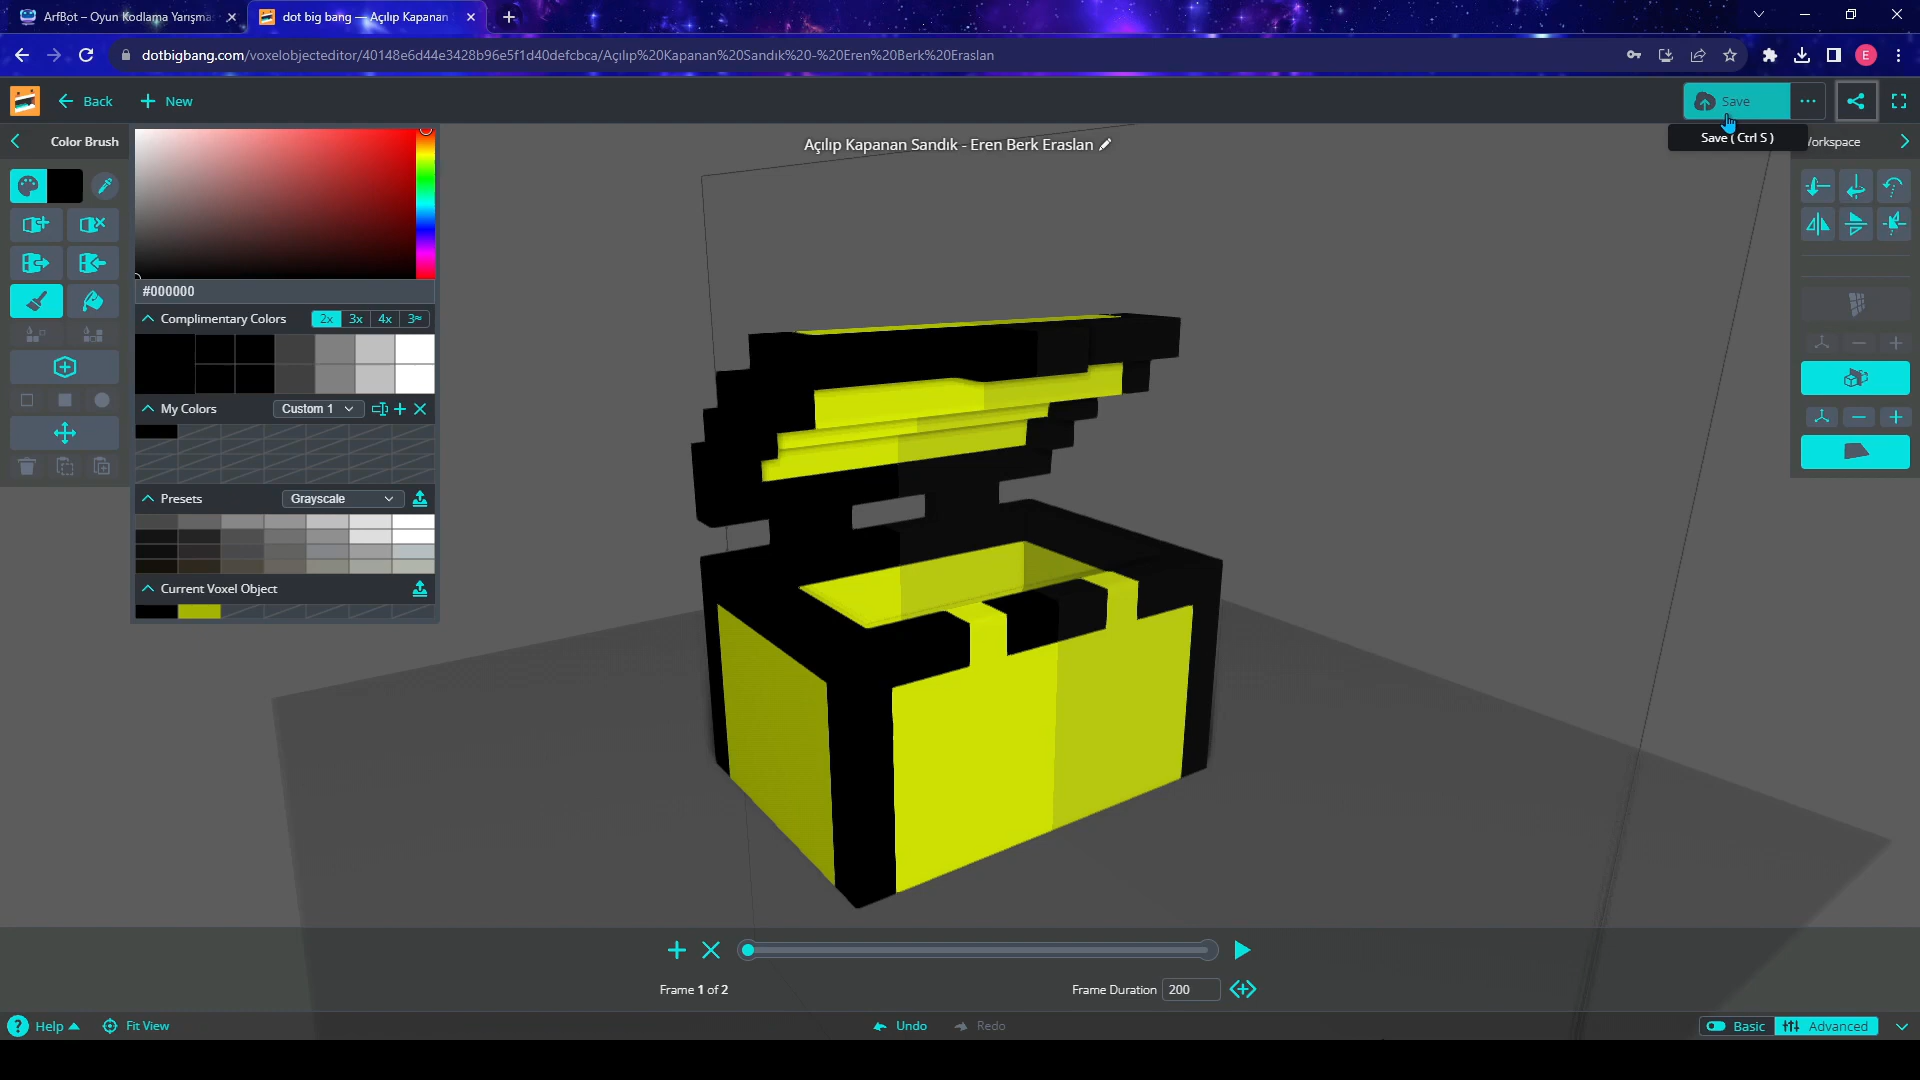 ArfBot – Oyun Kodlama Yarışma
dot big bang — Açılıp Kapanan
dotbigbang.com/voxelobjecteditor/40148e6d44e3428b96e5f1d40defcbca/Açılıp%20Kapanan%20Sandık%20-%20Eren%20Berk%20Eraslan
E
Back
New
Save
Save ( Ctrl S )
Color Brush
Açılıp Kapanan Sandık - Eren Berk Eraslan
orkspace
#000000
Complimentary Colors
2x
3x
4x
3≈
My Colors
Custom 1
Presets
Grayscale
Current Voxel Object
Frame 1 of 2
Frame Duration
200
Help
Fit View
Undo
Redo
Basic
Advanced